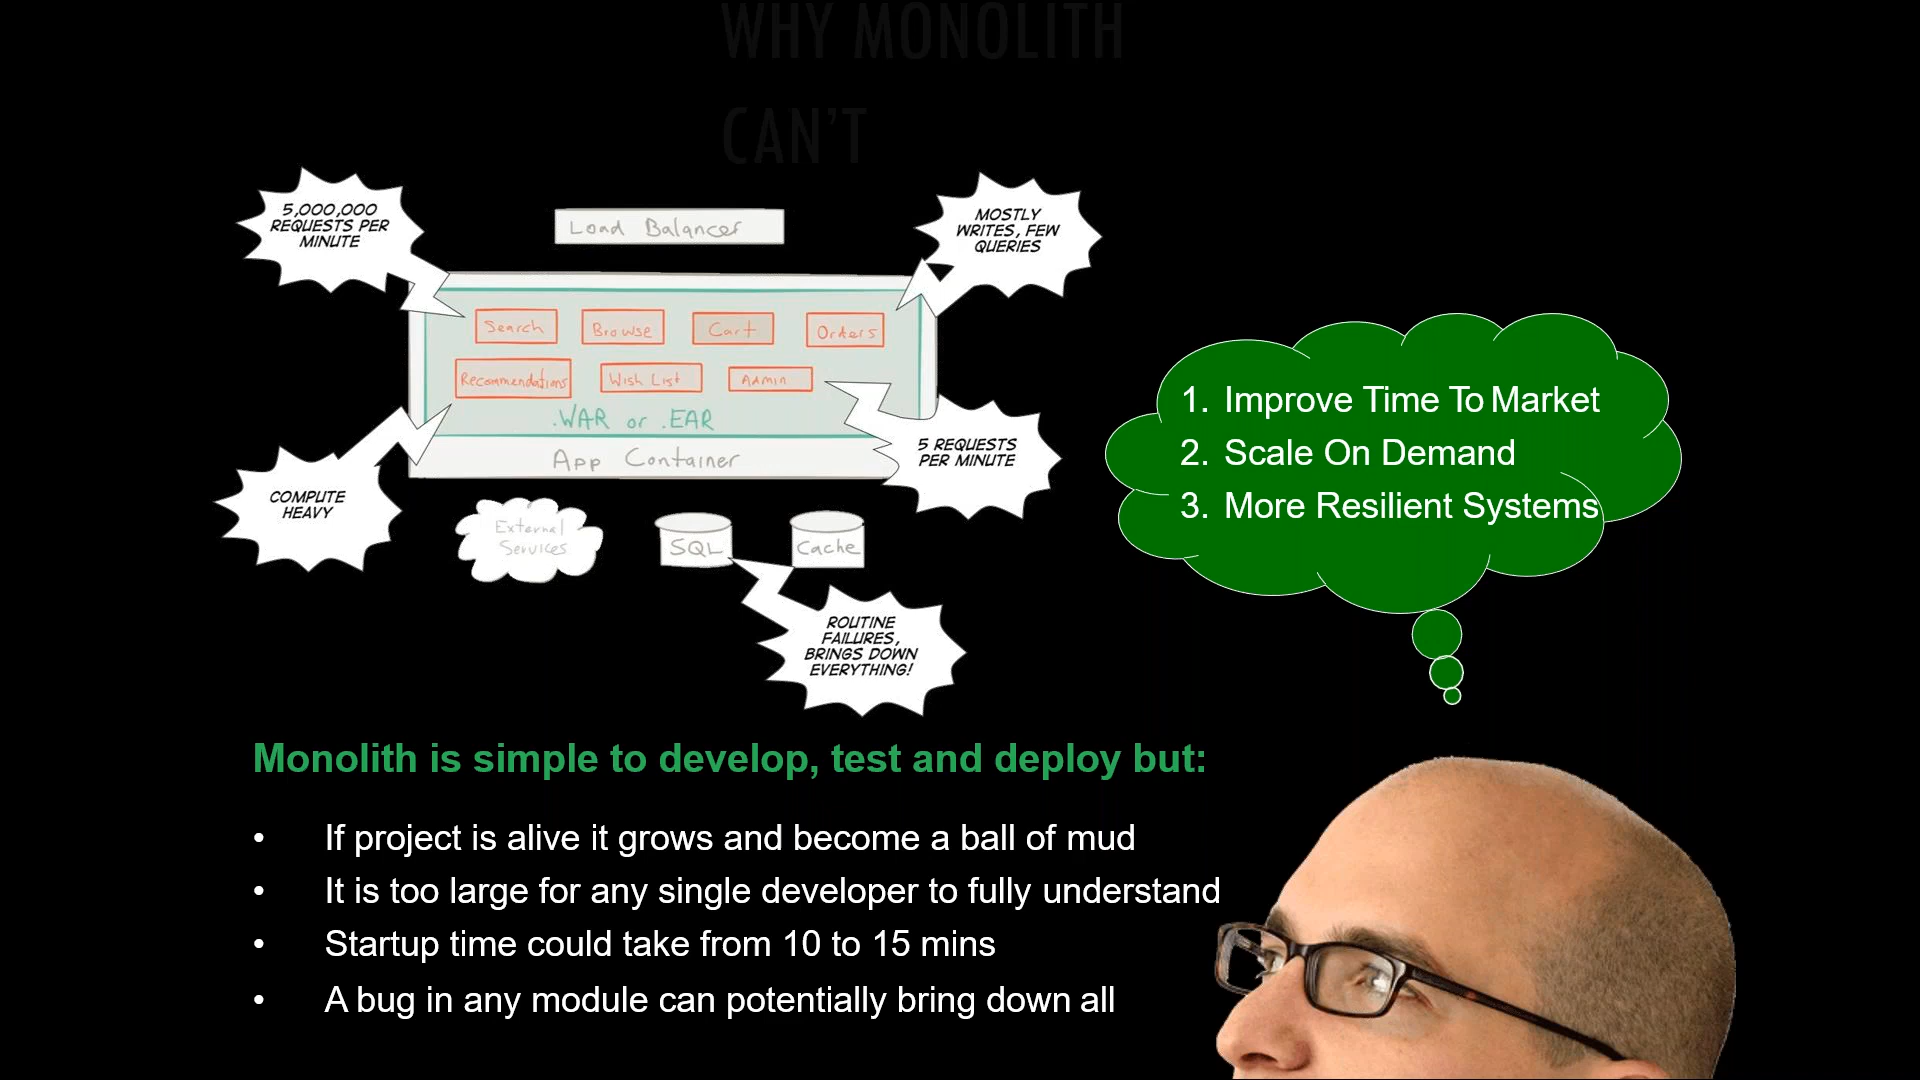 WHY MONOLITH
CAN'T
5,000,000
REQUESTS PER
MINUTE
Load Balancer
MOSTLY
WRITES, FEW
QUERIES
Search
Browse
Cart
Orders
Recommendations
Wish List
Admin
.WAR or .EAR
App Container
5 REQUESTS
PER MINUTE
COMPUTE
HEAVY
External
Services
SQL
Cache
ROUTINE
FAILURES,
BRINGS DOWN
EVERYTHING!
1. Improve Time To Market
2. Scale On Demand
3. More Resilient Systems
Monolith is simple to develop, test and deploy but:
• If project is alive it grows and become a ball of mud
• It is too large for any single developer to fully understand
• Startup time could take from 10 to 15 mins
• A bug in any module can potentially bring down all